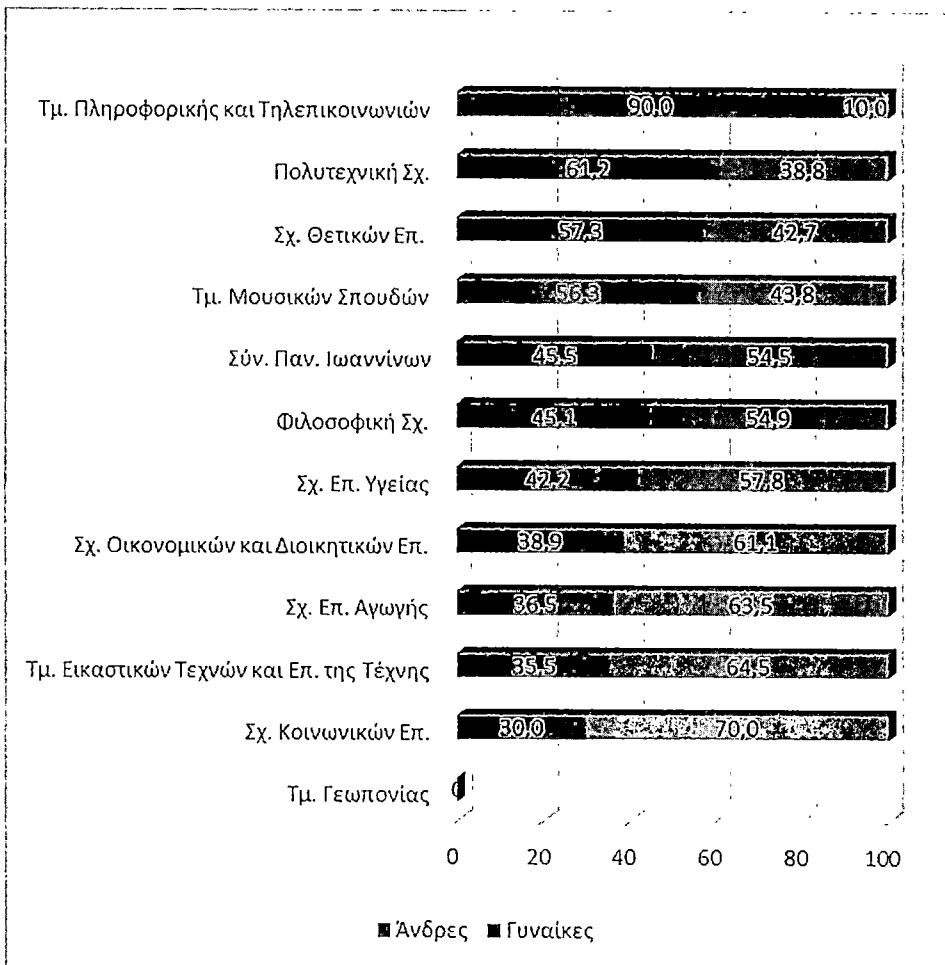 Τμ. Πληροφορικής και Τηλεπικοινωνιών 90,0 10,0
Πολυτεχνική Σχ. 61,2 38,8
Σχ. Θετικών Επ. 57,3 42,7
Τμ. Μουσικών Σπουδών 56,3 43,8
Σύν. Παν. Ιωαννίνων 45,5 54,5
Φιλοσοφική Σχ. 45,1 54,9
Σχ. Επ. Υγείας 42,2 57,8
Σχ. Οικονομικών και Διοικητικών Επ. 38,9 61,1
Σχ. Επ. Αγωγής 36,5 63,5
Τμ. Εικαστικών Τεχνών και Επ. της Τέχνης 35,5 64,5
Σχ. Κοινωνικών Επ. 30,0 70,0
Τμ. Γεωπονίας 0
0 20 40 60 80 100
Άνδρες Γυναίκες